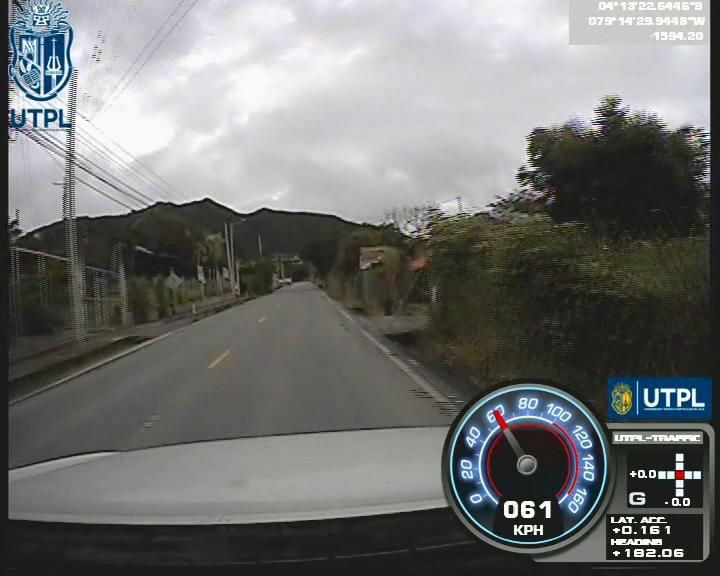 04°13'22.6446"S
079°14'29.9448"W
1594.20
UTPL
UTPL
UTPL-TRAFFIC
0 20 40 60 80 100 120 140 160
061
KPH
+0.0
G
-0.0
LAT. ACC.
+0.161
HEADING
+182.06